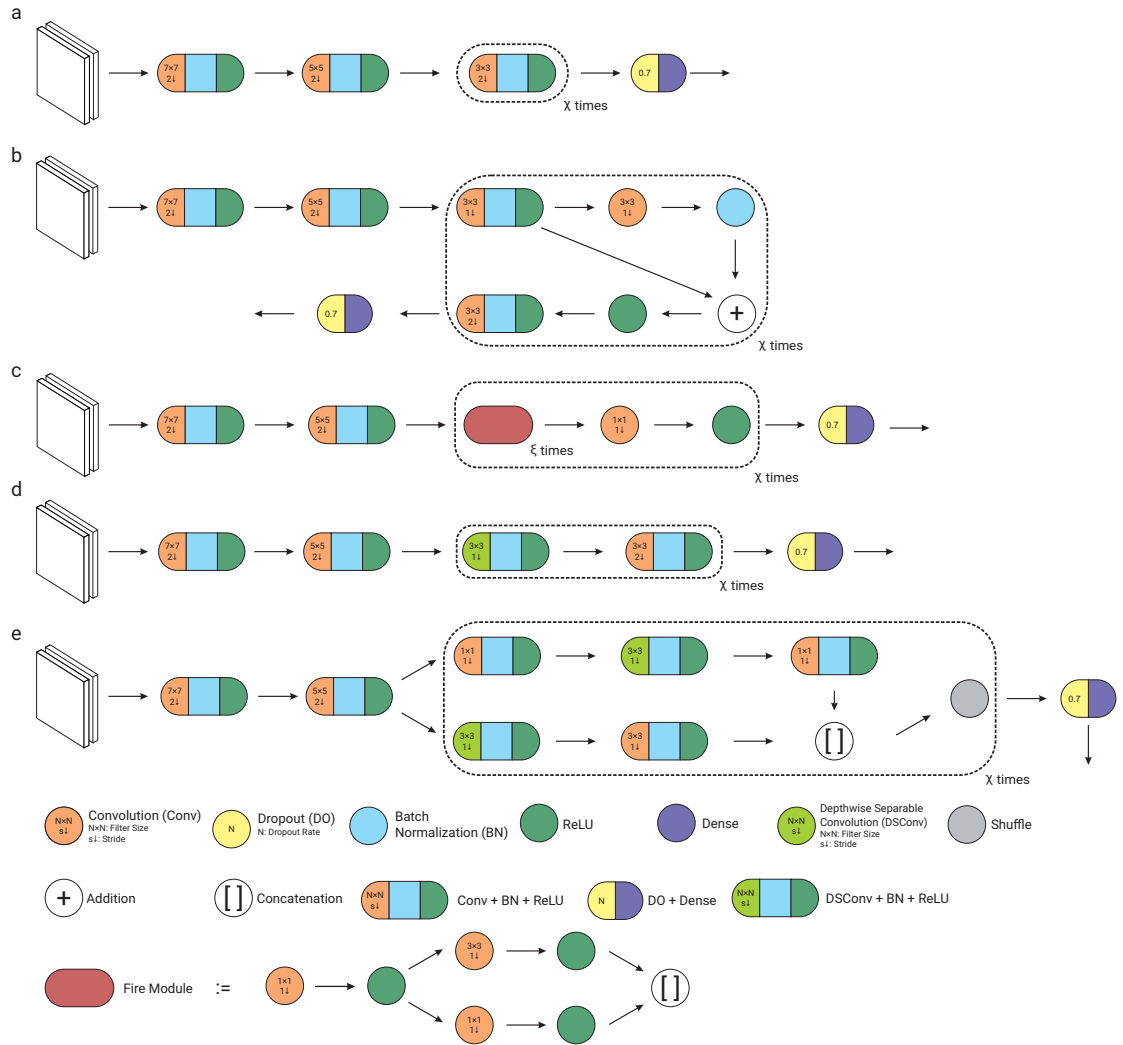 a
7×7
2↓
5×5
2↓
3×3
2↓
0.7
χ times
b
7×7
2↓
5×5
2↓
3×3
1↓
3×3
1↓
0.7
3×3
2↓
+
χ times
c
7×7
2↓
5×5
2↓
1×1
1↓
0.7
ξ times
χ times
d
7×7
2↓
5×5
2↓
3×3
1↓
3×3
2↓
0.7
χ times
e
1×1
1↓
3×3
1↓
1×1
1↓
7×7
2↓
5×5
2↓
0.7
3×3
1↓
3×3
1↓
[ ]
χ times
N×N
s↓
Convolution (Conv)
N×N: Filter Size
s↓: Stride
N
Dropout (DO)
N: Dropout Rate
Batch
Normalization (BN)
ReLU
Dense
N×N
s↓
Depthwise Separable
Convolution (DSConv)
N×N: Filter Size
s↓: Stride
Shuffle
+
Addition
[ ]
Concatenation
N×N
s↓
Conv + BN + ReLU
N
DO + Dense
N×N
s↓
DSConv + BN + ReLU
Fire Module
:=
1×1
1↓
3×3
1↓
1×1
1↓
[ ]